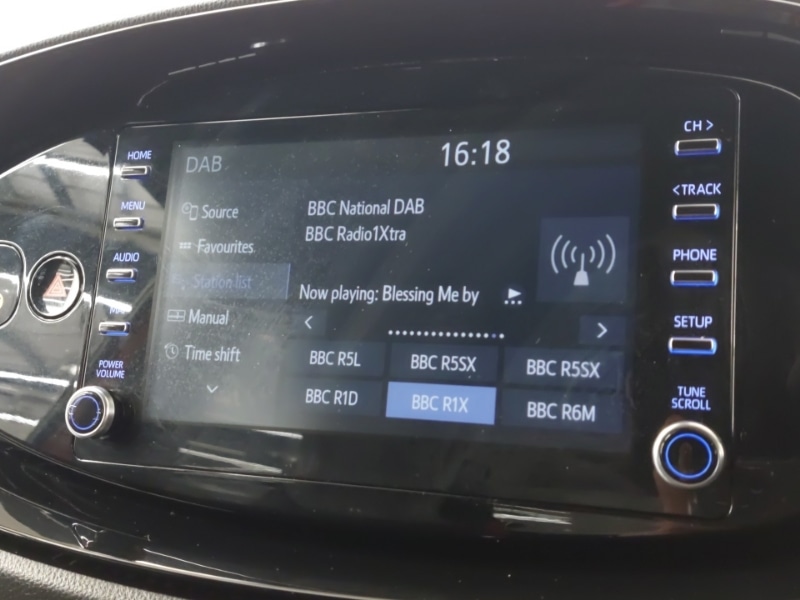 HOME
MENU
AUDIO
POWER
VOLUME
DAB
16:18
Source
Favourites
Station list
Manual
Time shift
BBC National DAB
BBC Radio1Xtra
Now playing: Blessing Me by
<
>
BBC R5L
BBC R5SX
BBC R5SX
BBC R1D
BBC R1X
BBC R6M
CH >
< TRACK
PHONE
SETUP
TUNE
SCROLL